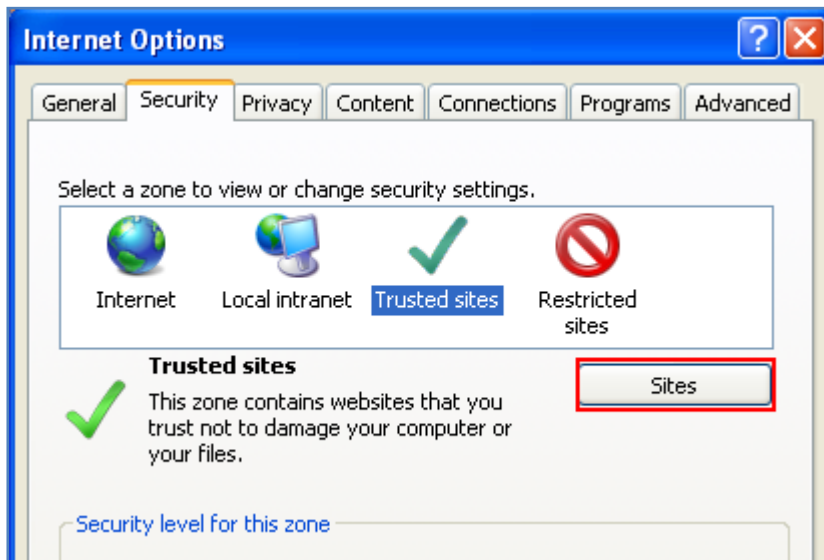 Internet Options
General Security Privacy Content Connections Programs Advanced
Select a zone to view or change security settings.
Internet Local intranet Trusted sites Restricted
sites
Trusted sites
Sites
This zone contains websites that you
trust not to damage your computer or
your files.
Security level for this zone